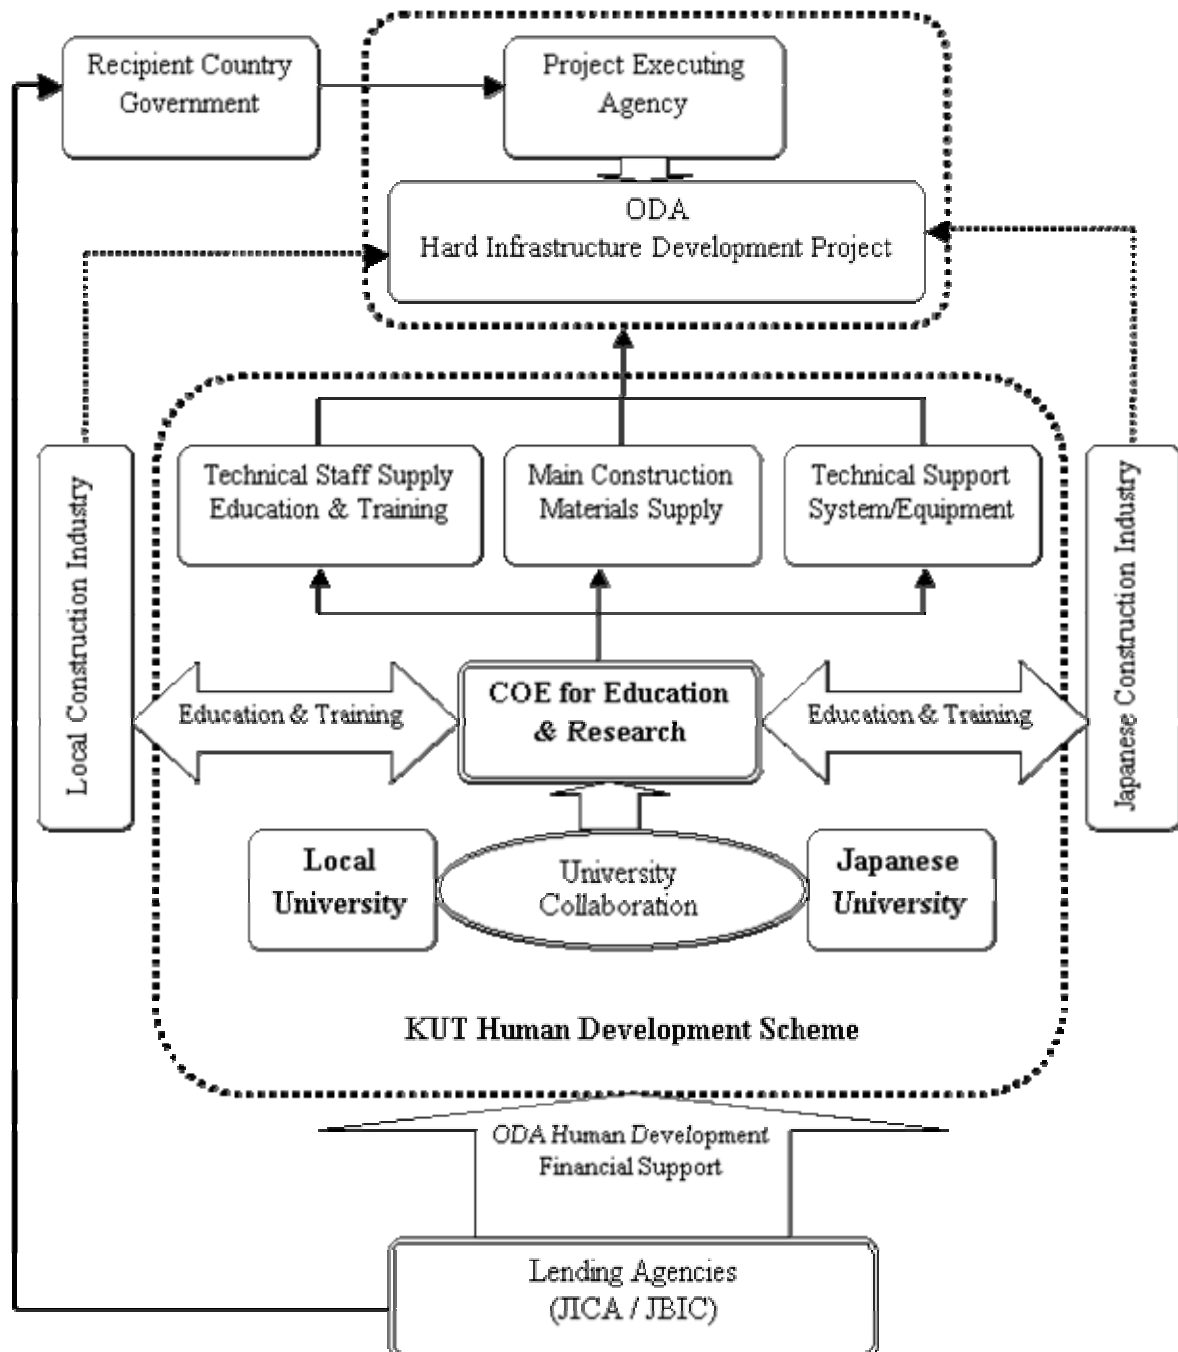 Recipient Country
Government
Project Executing
Agency
ODA
Hard Infrastructure Development Project
Technical Staff Supply
Education & Training
Main Construction
Materials Supply
Technical Support
System/Equipment
Local Construction Industry
Japanese Construction Industry
Education & Training
COE for Education
& Research
Education & Training
Local
University
University
Collaboration
Japanese
University
KUT Human Development Scheme
ODA Human Development
Financial Support
Lending Agencies
(JICA / JBIC)